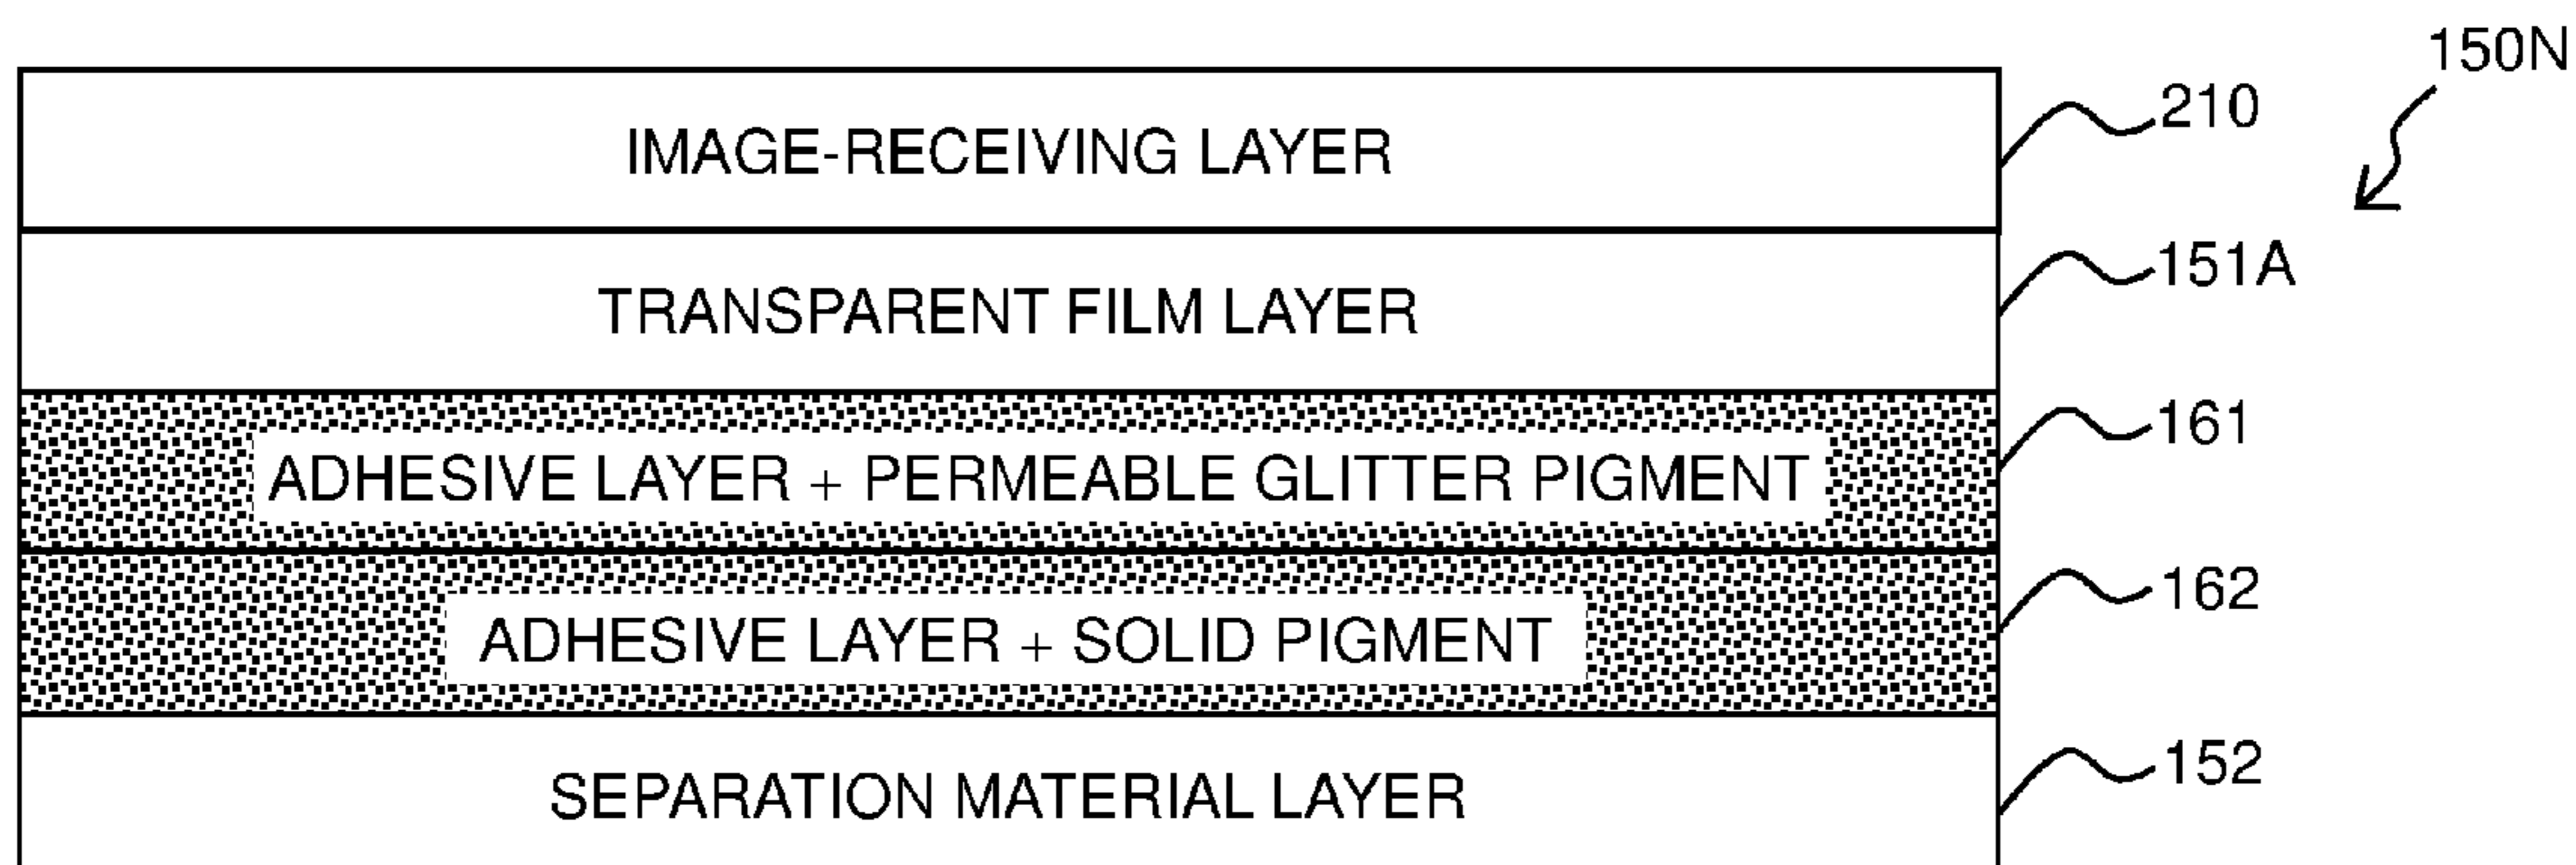 150N
IMAGE-RECEIVING LAYER 210
TRANSPARENT FILM LAYER 151A
ADHESIVE LAYER + PERMEABLE GLITTER PIGMENT 161
ADHESIVE LAYER + SOLID PIGMENT 162
SEPARATION MATERIAL LAYER 152